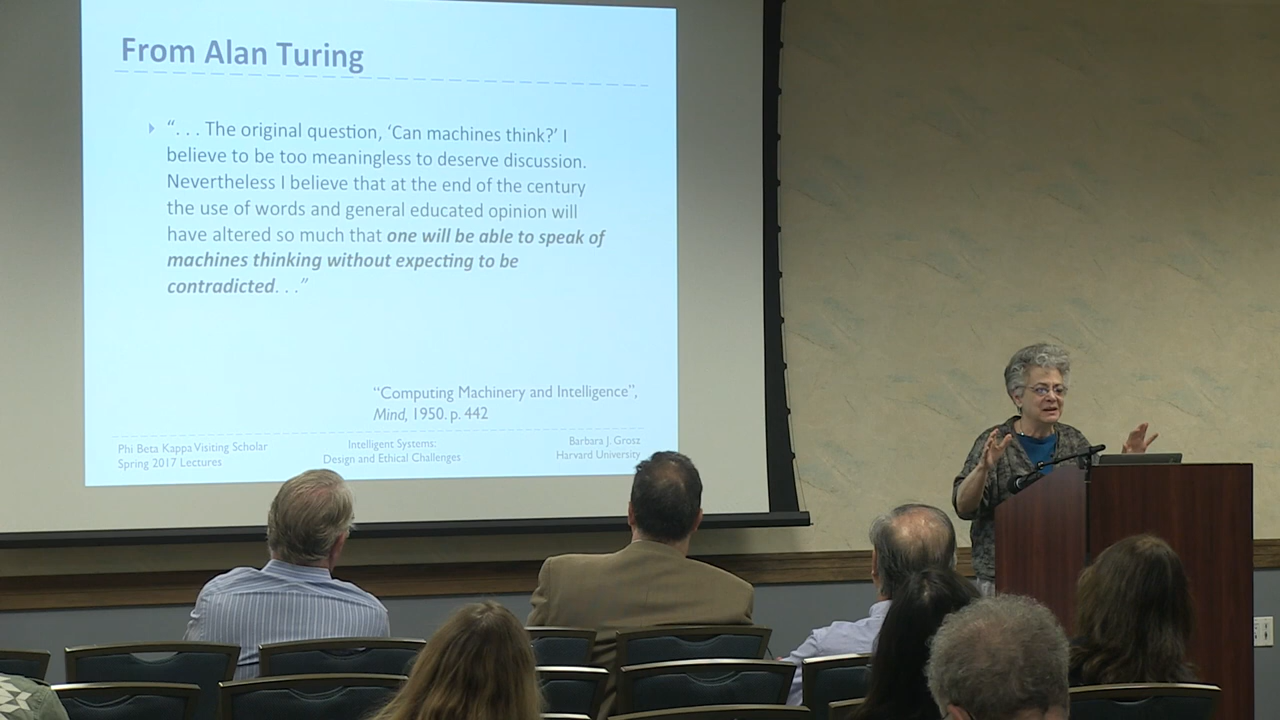 From Alan Turing
“. . . The original question, ‘Can machines think?’ I
believe to be too meaningless to deserve discussion.
Nevertheless I believe that at the end of the century
the use of words and general educated opinion will
have altered so much that one will be able to speak of
machines thinking without expecting to be
contradicted. . .”
“Computing Machinery and Intelligence”,
Mind, 1950. p. 442
Phi Beta Kappa Visiting Scholar
Spring 2017 Lectures
Intelligent Systems:
Design and Ethical Challenges
Barbara J. Grosz
Harvard University